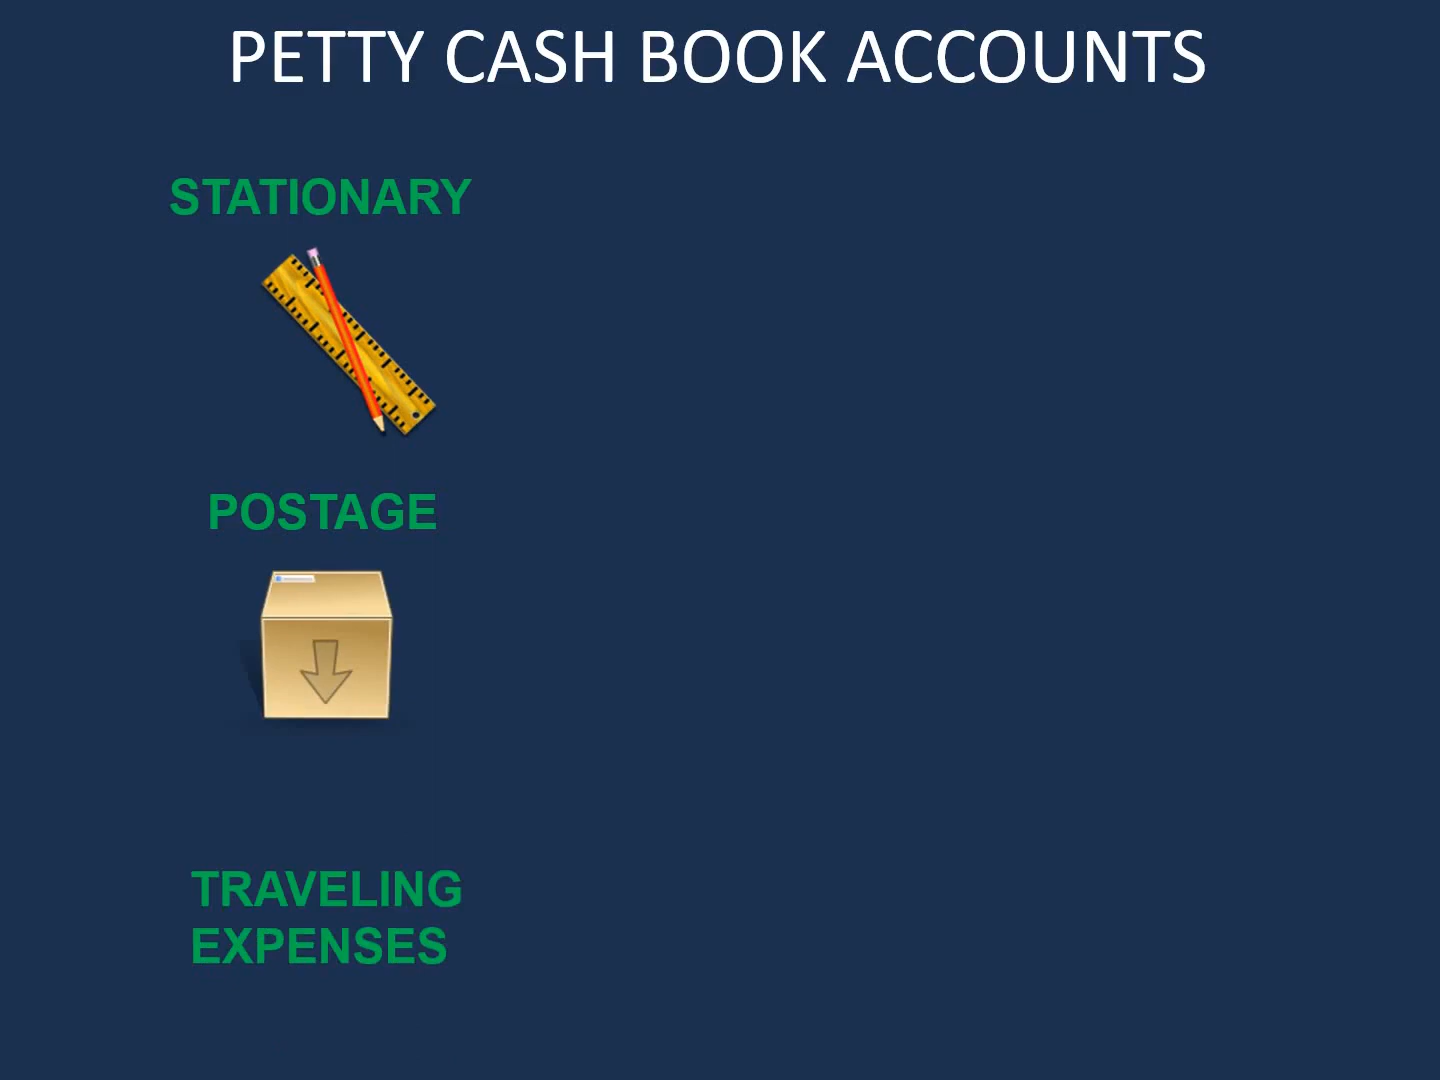 PETTY CASH BOOK ACCOUNTS
STATIONARY
POSTAGE
TRAVELING
EXPENSES